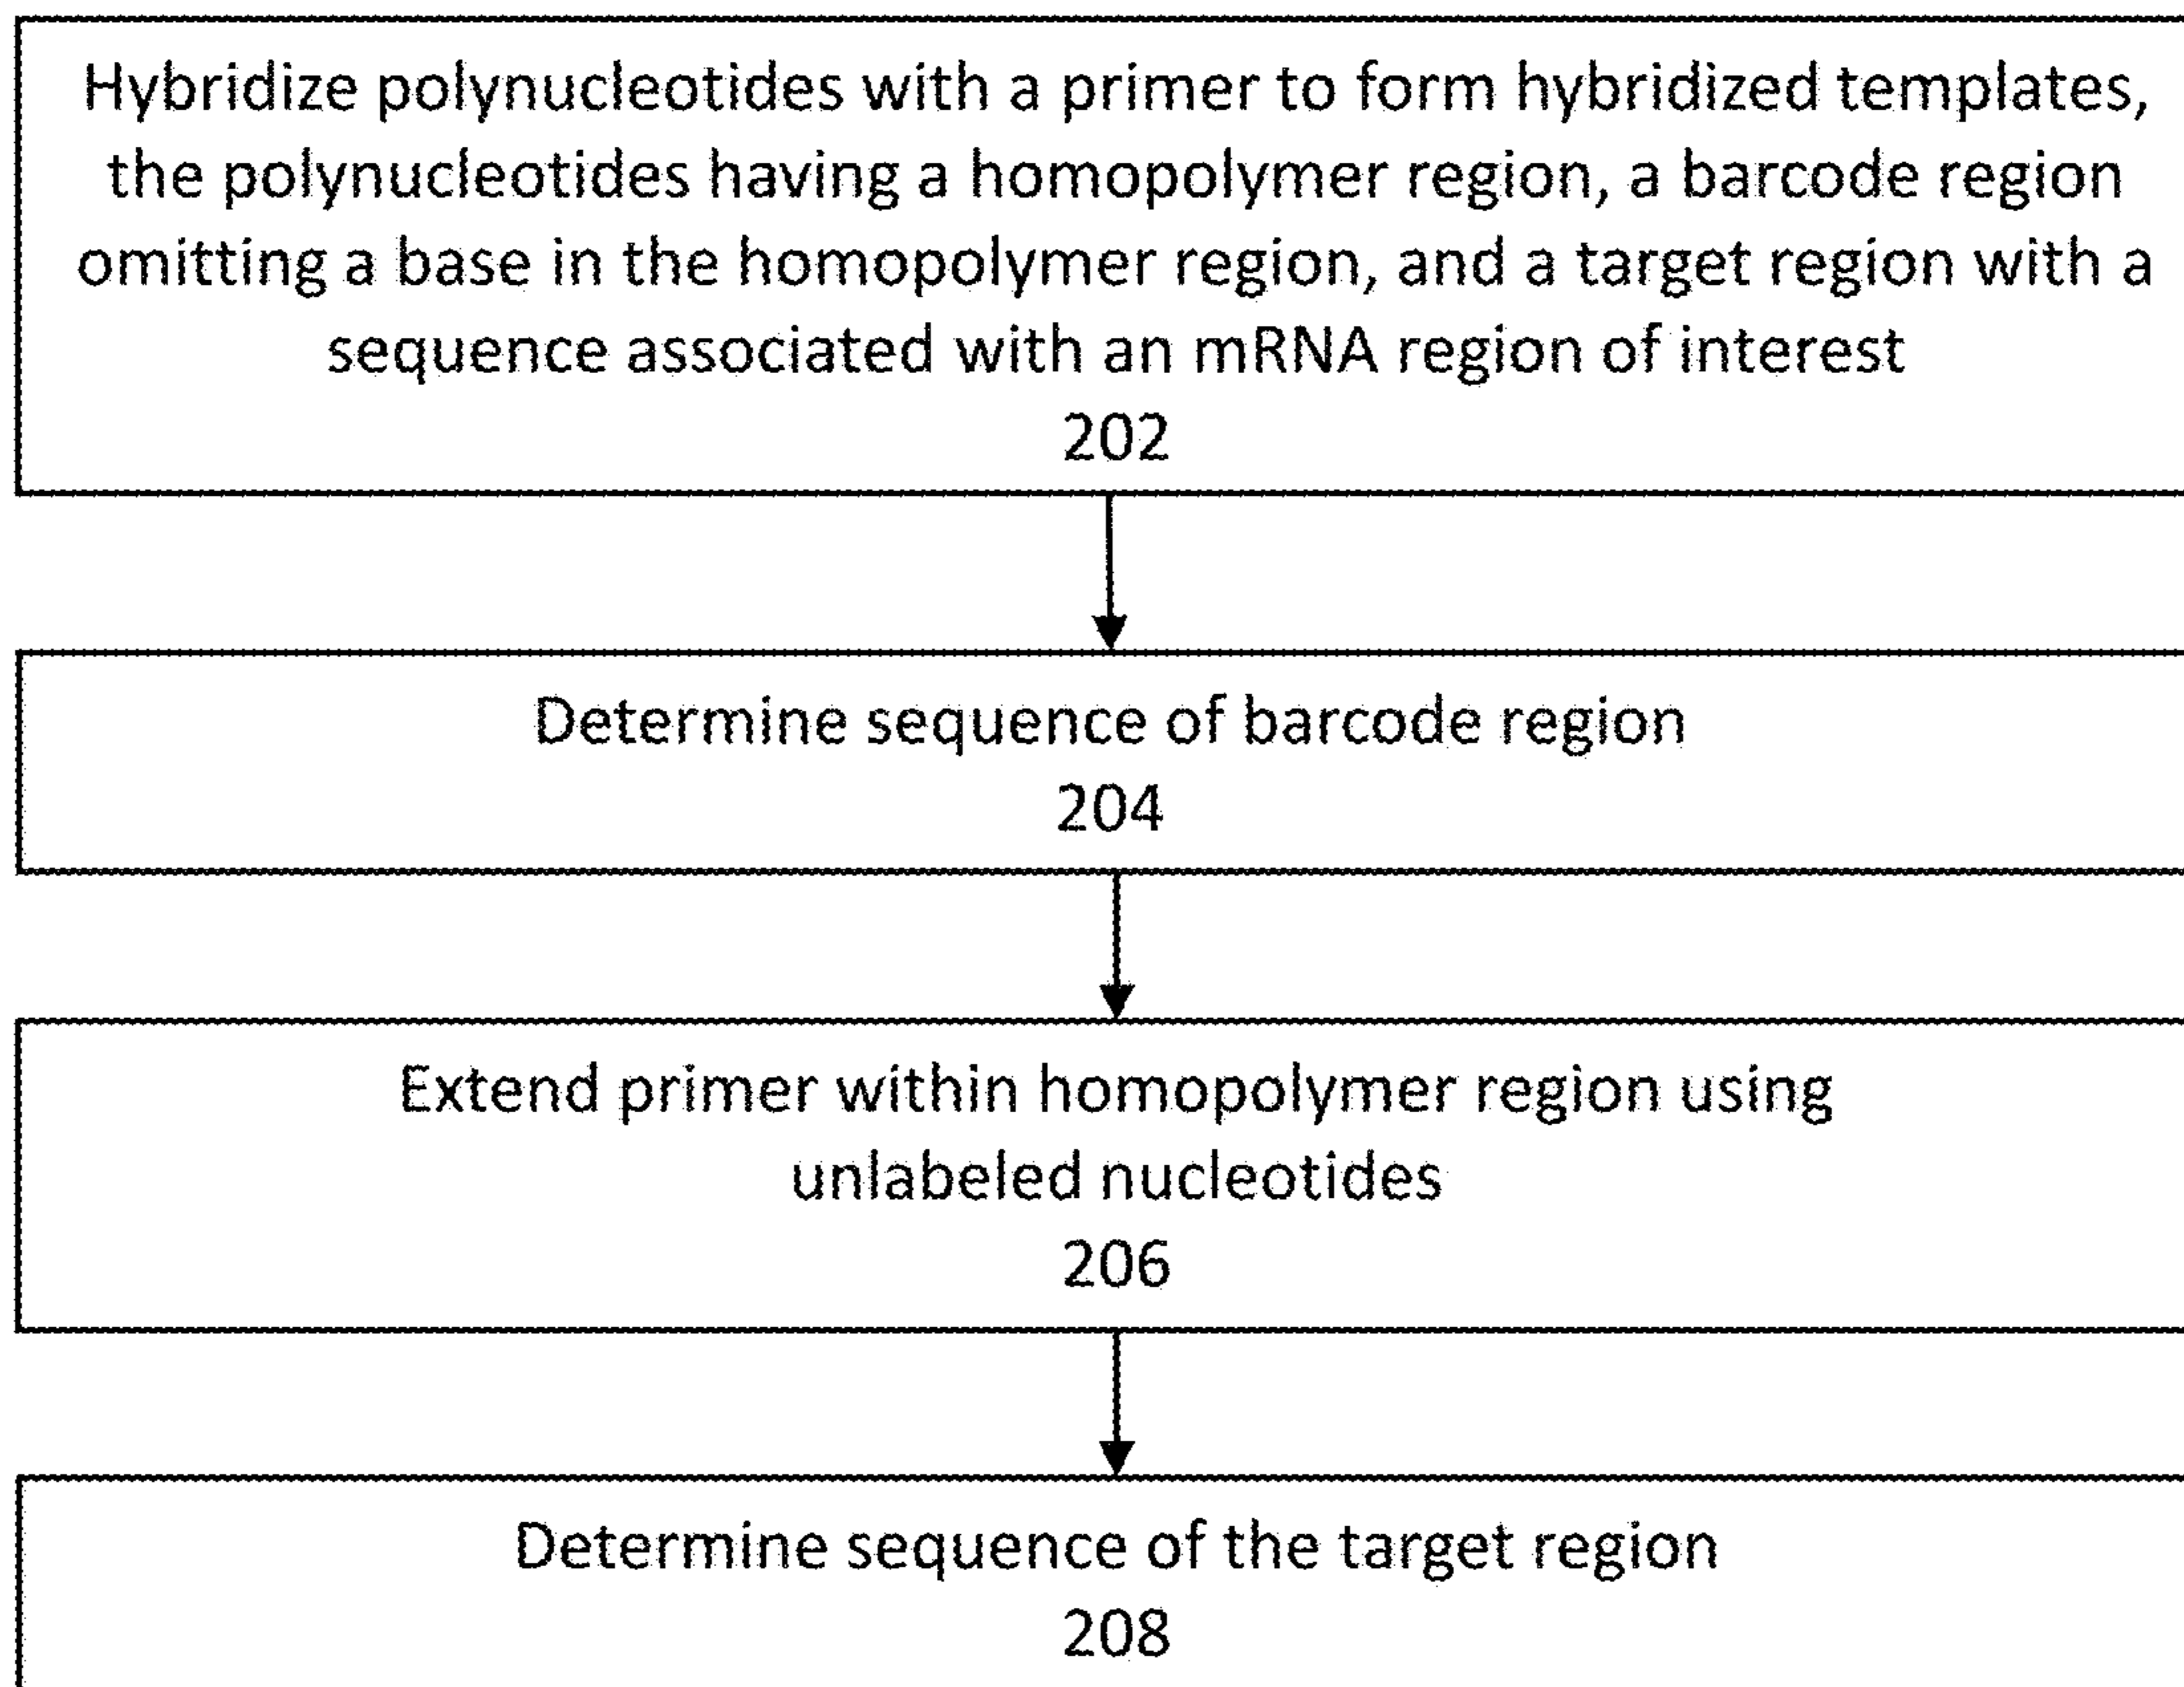 Hybridize polynucleotides with a primer to form hybridized templates,
the polynucleotides having a homopolymer region, a barcode region
omitting a base in the homopolymer region, and a target region with a
sequence associated with an mRNA region of interest
202
Determine sequence of barcode region
204
Extend primer within homopolymer region using
unlabeled nucleotides
206
Determine sequence of the target region
208